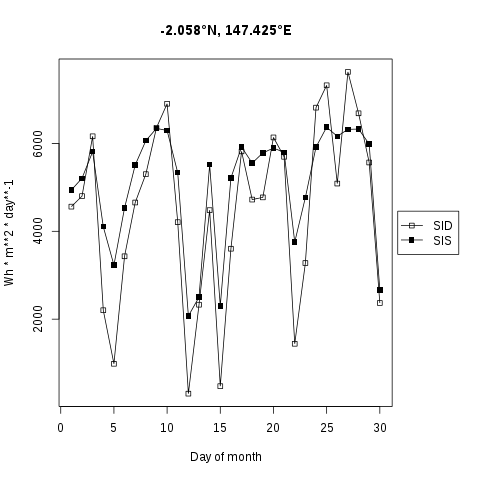 -2.058°N, 147.425°E
Wh * m**2 * day**-1
6000
4000
2000
0 5 10 15 20 25 30
Day of month
SID
SIS